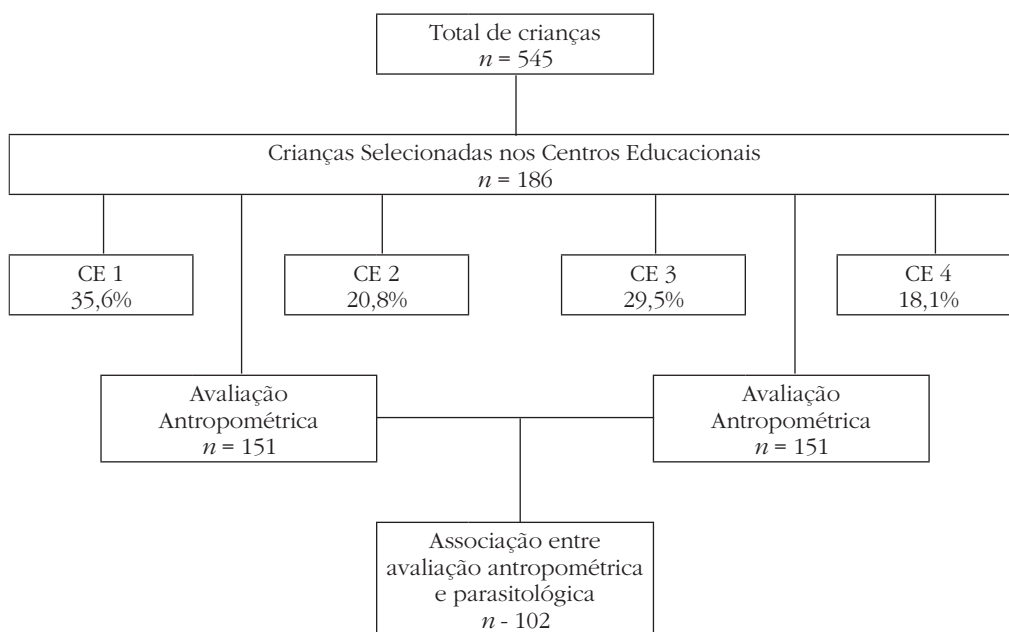 Total de crianças
n = 545
Crianças Selecionadas nos Centros Educacionais
n = 186
CE 1
35,6%
CE 2
20,8%
CE 3
29,5%
CE 4
18,1%
Avaliação
Antropométrica
n = 151
Avaliação
Antropométrica
n = 151
Associação entre
avaliação antropométrica
e parasitológica
n - 102